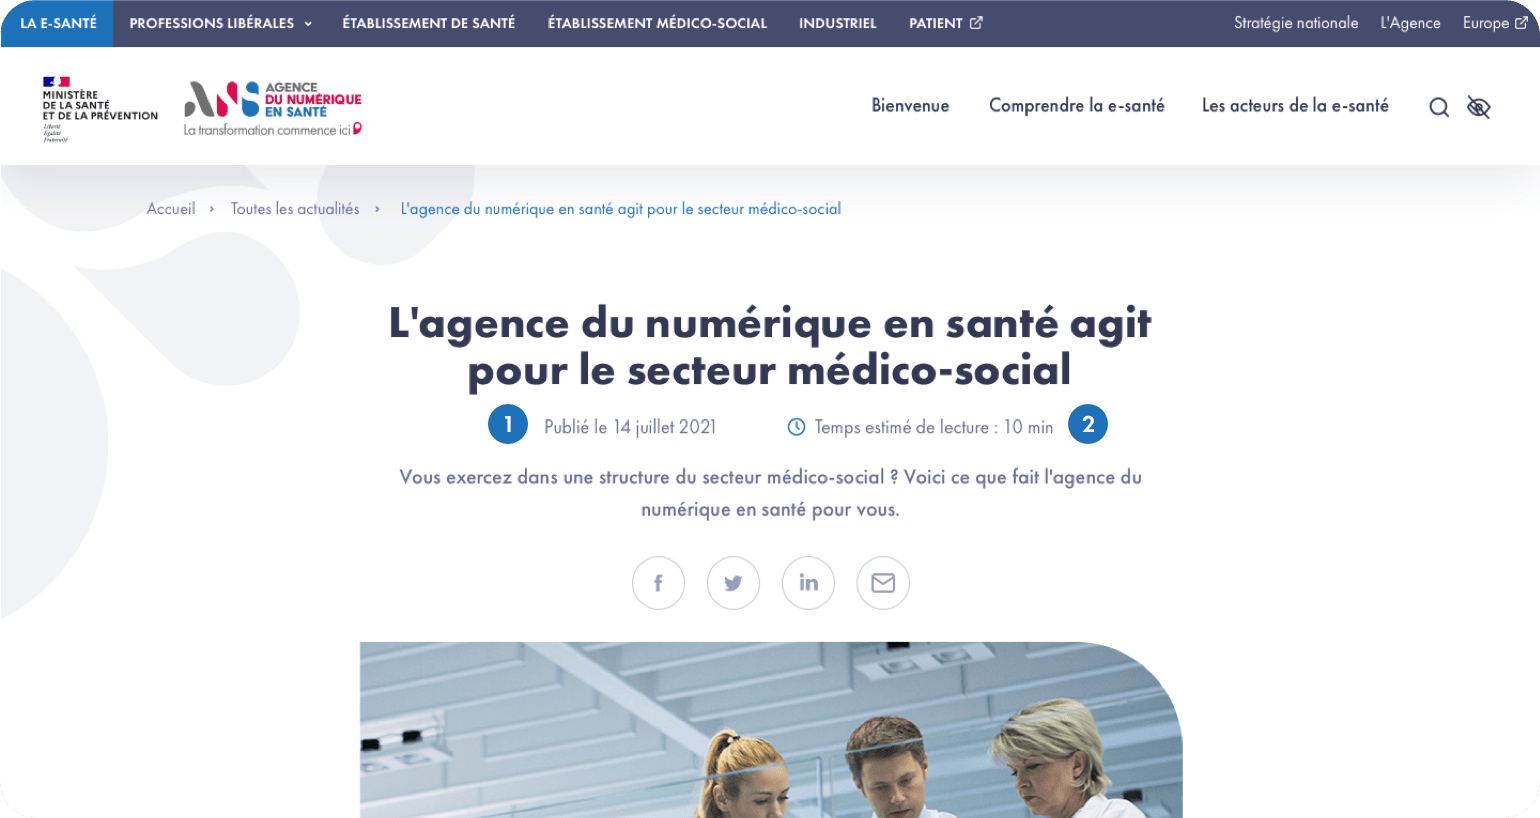 LA E-SANTÉ PROFESSIONS LIBÉRALES ÉTABLISSEMENT DE SANTÉ ÉTABLISSEMENT MÉDICO-SOCIAL INDUSTRIEL PATIENT Stratégie nationale L'Agence Europe
MINISTÈRE
DE LA SANTÉ
ET DE LA PRÉVENTION
Liberté
Égalité
Fraternité
ANS AGENCE
DU NUMÉRIQUE
EN SANTÉ
La transformation commence ici
Bienvenue Comprendre la e-santé Les acteurs de la e-santé
Accueil › Toutes les actualités › L'agence du numérique en santé agit pour le secteur médico-social
L'agence du numérique en santé agit
pour le secteur médico-social
1 Publié le 14 juillet 2021 Temps estimé de lecture : 10 min 2
Vous exercez dans une structure du secteur médico-social ? Voici ce que fait l'agence du
numérique en santé pour vous.
f in